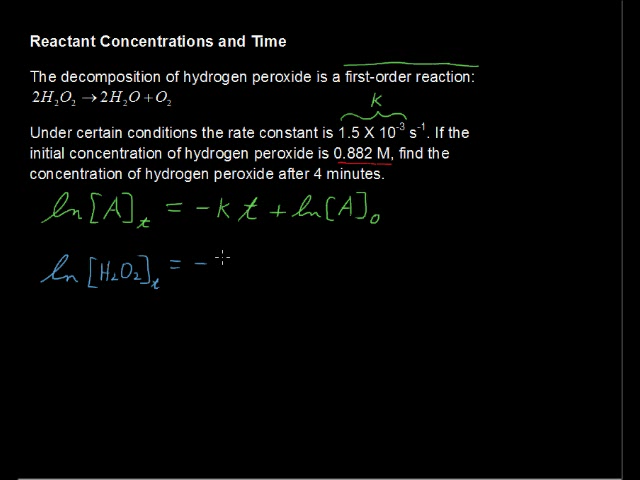 Reactant Concentrations and Time
The decomposition of hydrogen peroxide is a first-order reaction:
2H₂O₂ → 2H₂O + O₂
K
Under certain conditions the rate constant is 1.5 X 10⁻³ s⁻¹. If the
initial concentration of hydrogen peroxide is 0.882 M, find the
concentration of hydrogen peroxide after 4 minutes.
ln[A]ₜ = -kt + ln[A]₀
ln[H₂O₂]ₜ = -